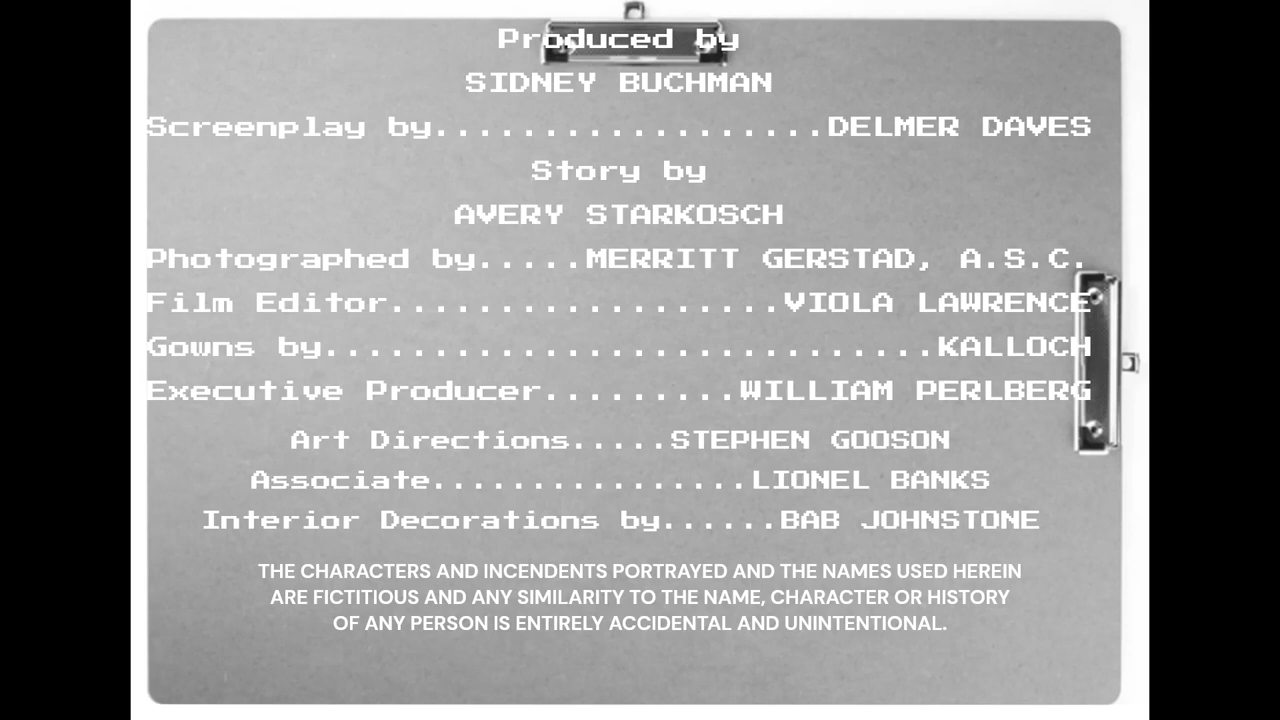 Produced by
SIDNEY BUCHMAN
Screenplay by..................DELMER DAVES
Story by
AVERY STARKOSCH
Photographed by.....MERRITT GERSTAD, A.S.C.
Film Editor..................VIOLA LAWRENCE
Gowns by............................KALLOCH
Executive Producer.........WILLIAM PERLBERG
Art Directions.....STEPHEN GOOSON
Associate................LIONEL BANKS
Interior Decorations by......BAB JOHNSTONE
THE CHARACTERS AND INCENDENTS PORTRAYED AND THE NAMES USED HEREIN
ARE FICTITIOUS AND ANY SIMILARITY TO THE NAME, CHARACTER OR HISTORY
OF ANY PERSON IS ENTIRELY ACCIDENTAL AND UNINTENTIONAL.